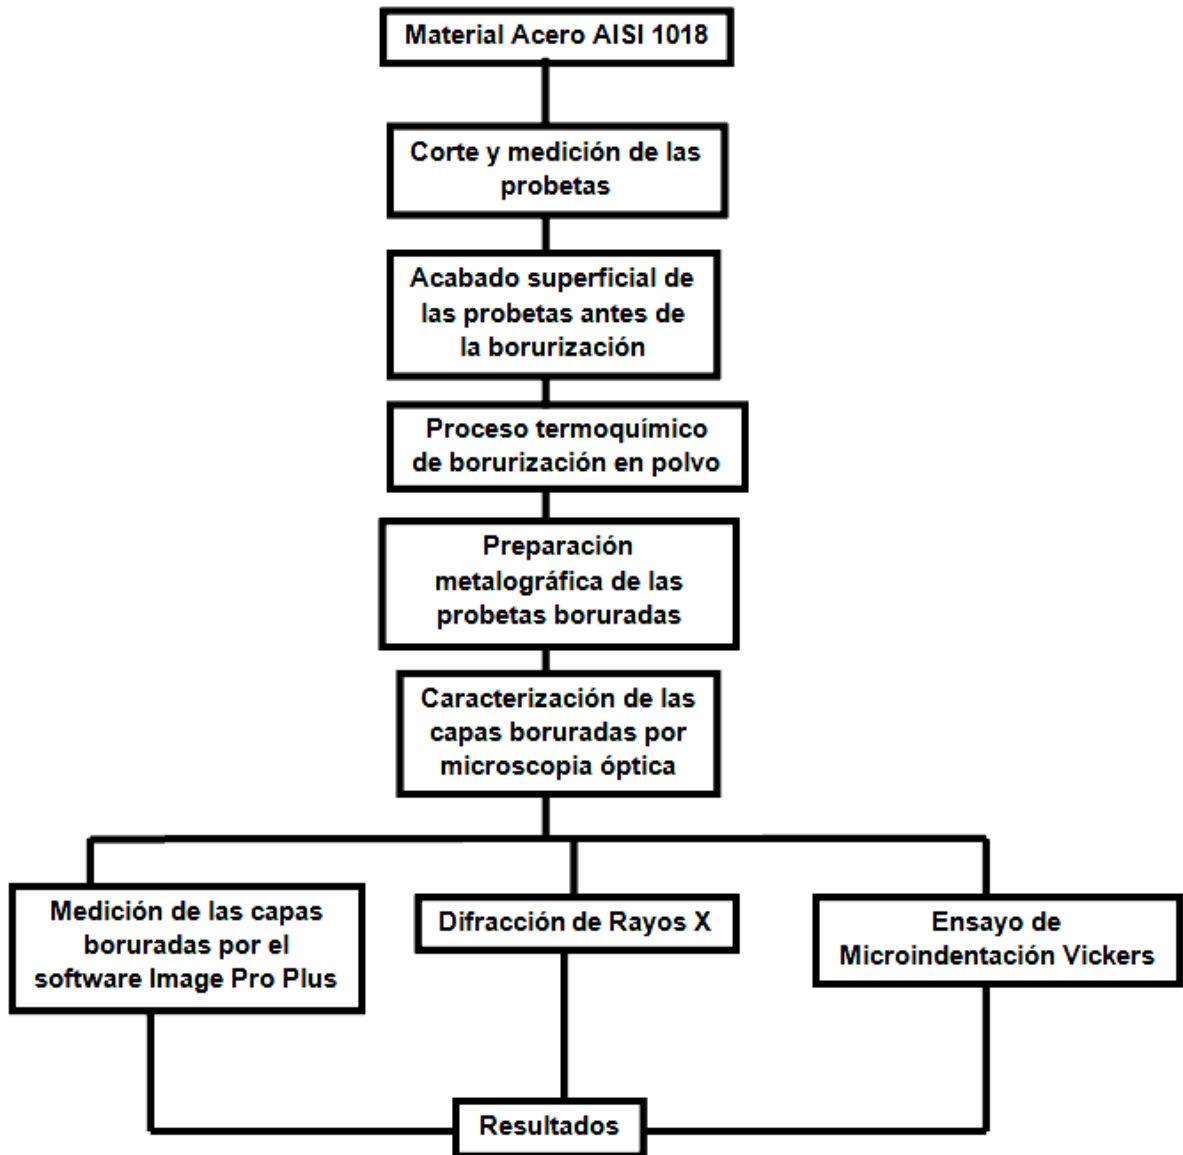 Material Acero AISI 1018
Corte y medición de las
probetas
Acabado superficial de
las probetas antes de
la borurización
Proceso termoquímico
de borurización en polvo
Preparación
metalográfica de las
probetas boruradas
Caracterización de las
capas boruradas por
microscopia óptica
Medición de las capas
boruradas por el
software Image Pro Plus
Difracción de Rayos X
Ensayo de
Microindentación Vickers
Resultados